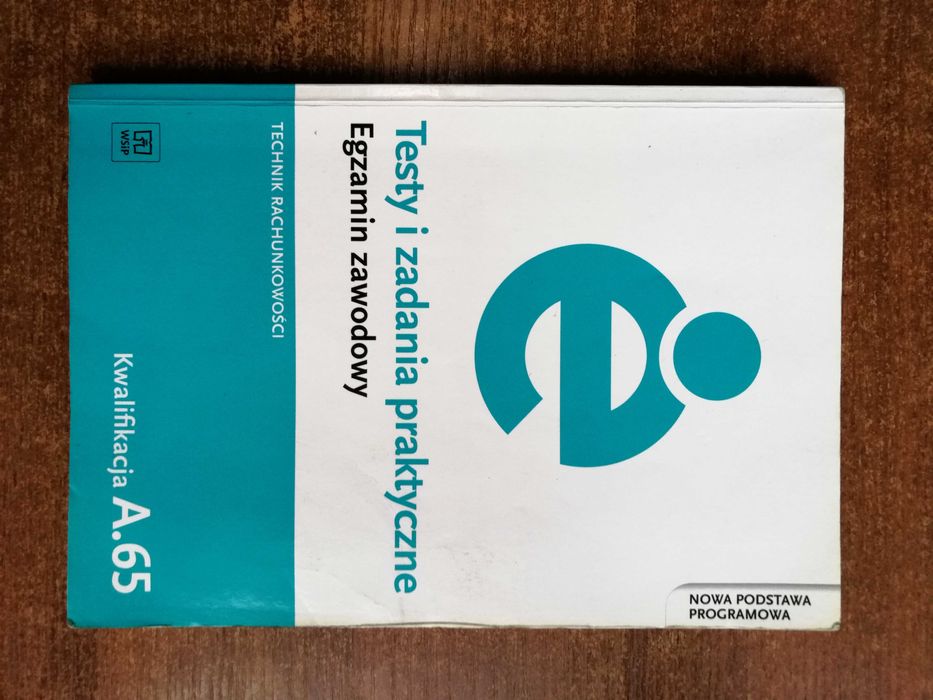 NOWA PODSTAWA
PROGRAMOWA
Testy i zadania praktyczne
Egzamin zawodowy
TECHNIK RACHUNKOWOŚCI
WSiP
Kwalifikacja A.65